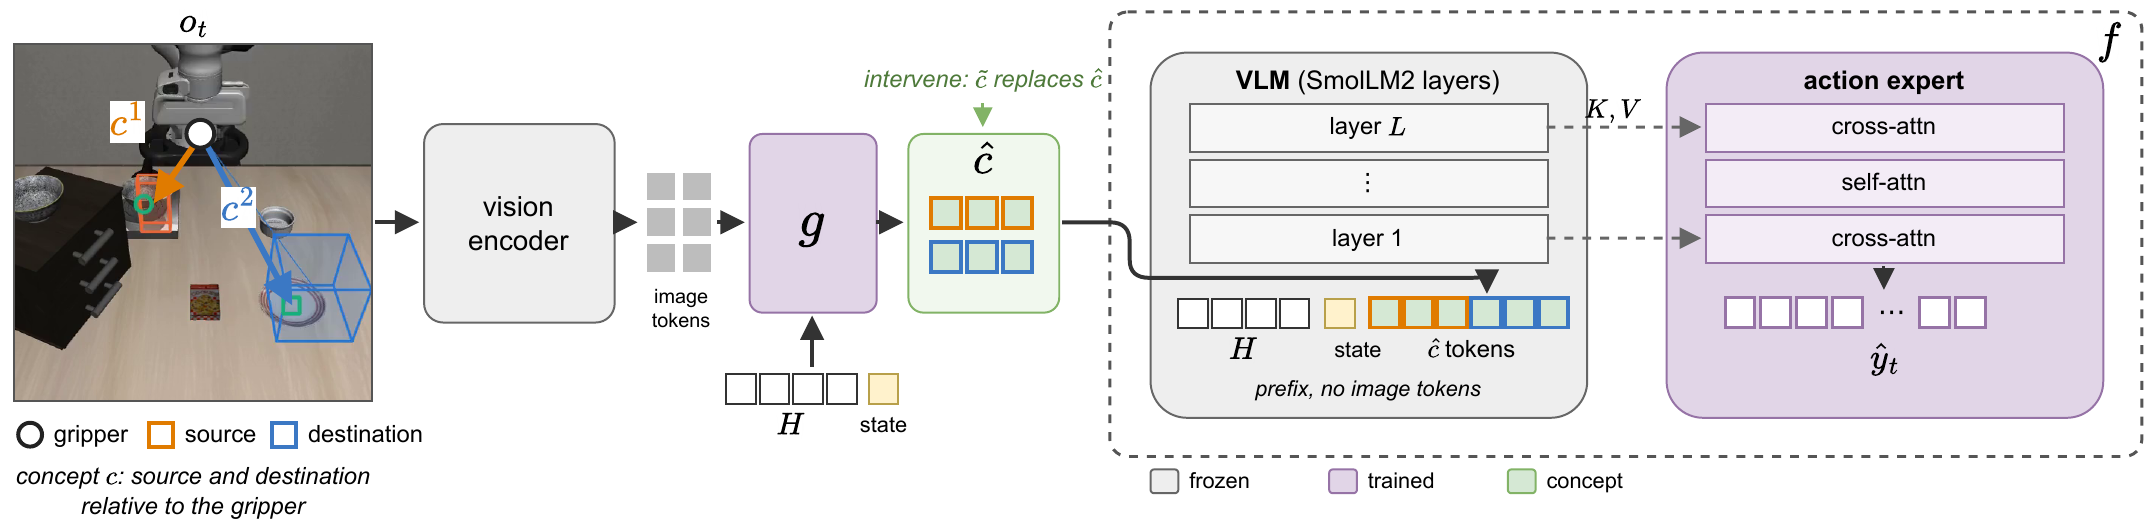 oₜ
c¹
c²
gripper
source
destination
concept c: source and destination
relative to the gripper
vision
encoder
image
tokens
g
H
state
intervene: c̃ replaces ĉ
ĉ
VLM (SmolLM2 layers)
layer L
⋮
layer 1
H
state
ĉ tokens
prefix, no image tokens
K, V
f
action expert
cross-attn
self-attn
cross-attn
...
ŷₜ
frozen
trained
concept